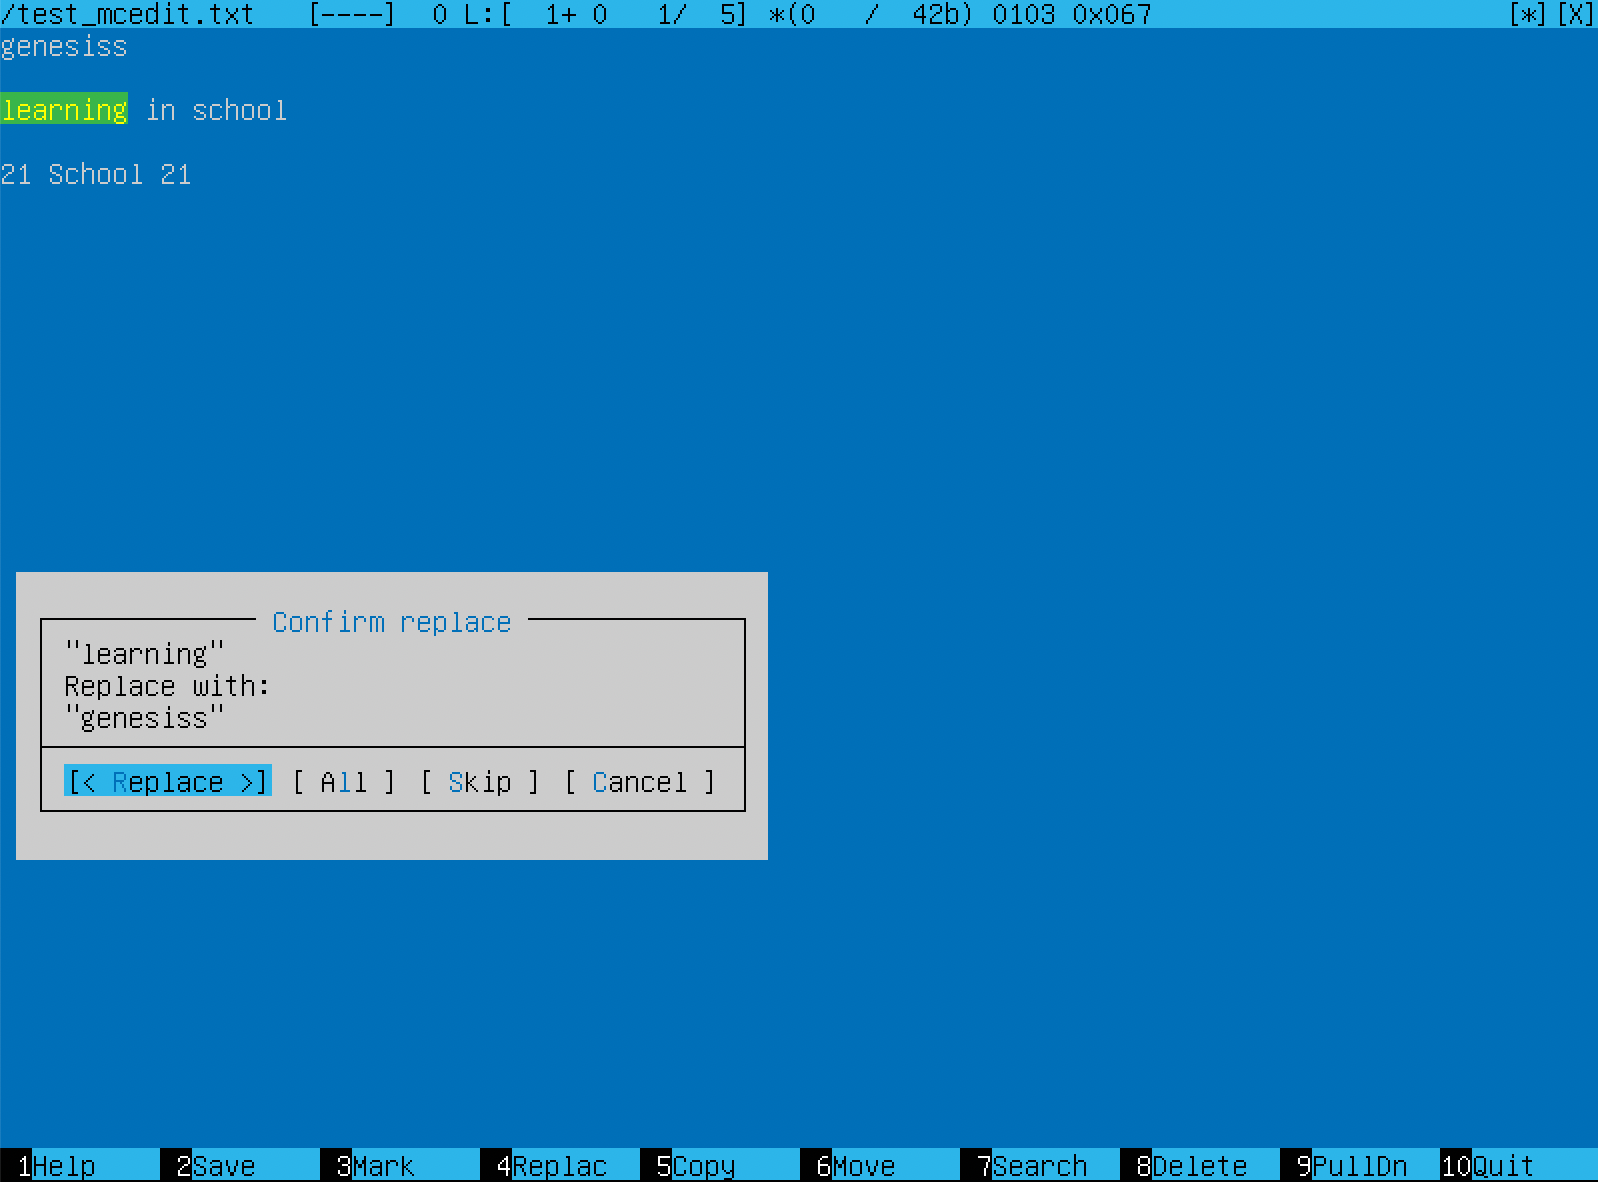 /test_mcedit.txt [----] 0 L:[ 1+ 0 1/ 5] *(0 / 42b) 0103 0x067 [*][X]
genesiss
learning in school
21 School 21
Confirm replace
"learning"
Replace with:
"genesiss"
[< Replace >] [ All ] [ Skip ] [ Cancel ]
1Help 2Save 3Mark 4Replac 5Copy 6Move 7Search 8Delete 9PullDn 10Quit